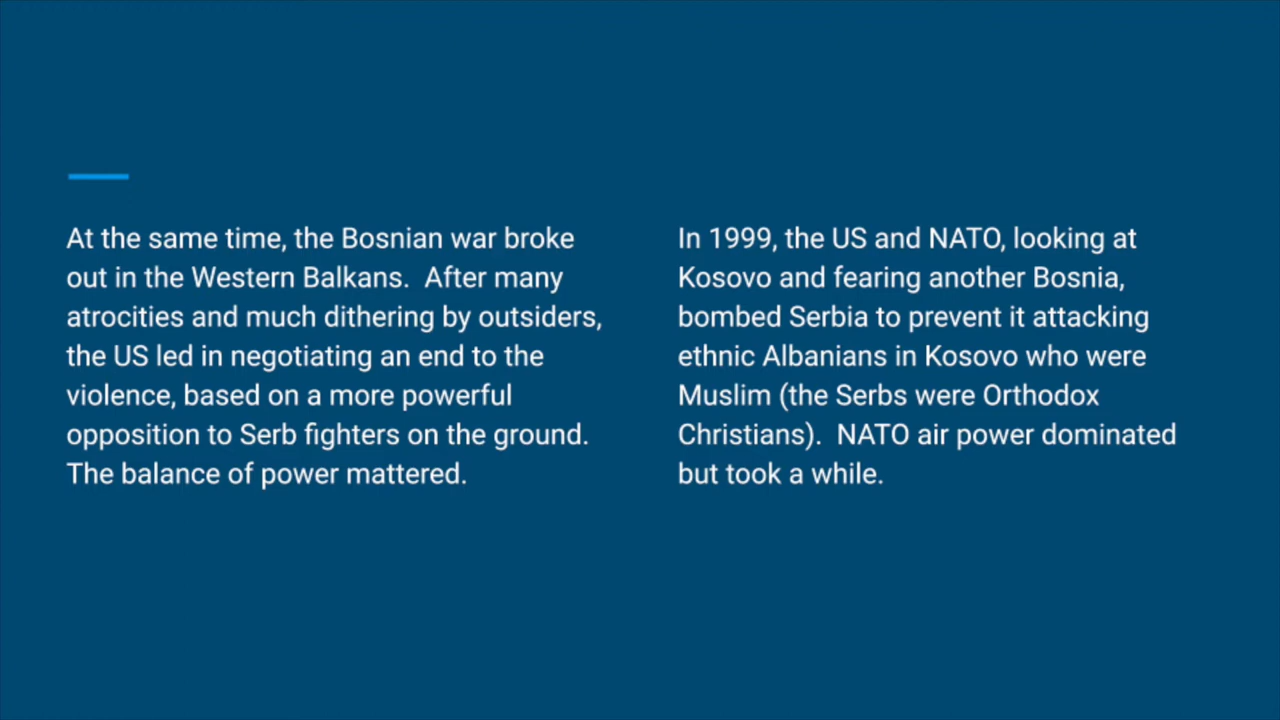 At the same time, the Bosnian war broke
out in the Western Balkans.  After many
atrocities and much dithering by outsiders,
the US led in negotiating an end to the
violence, based on a more powerful
opposition to Serb fighters on the ground.
The balance of power mattered.
In 1999, the US and NATO, looking at
Kosovo and fearing another Bosnia,
bombed Serbia to prevent it attacking
ethnic Albanians in Kosovo who were
Muslim (the Serbs were Orthodox
Christians).  NATO air power dominated
but took a while.